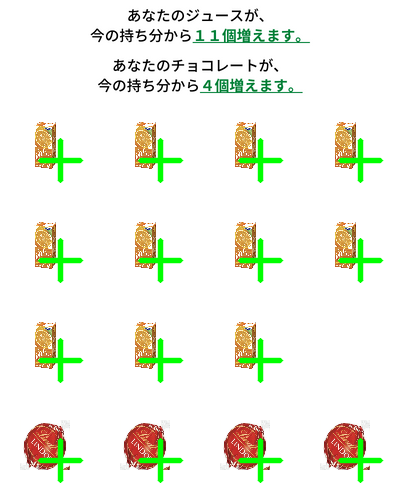 あなたのジュースが、
今の持ち分から１１個増えます。
あなたのチョコレートが、
今の持ち分から４個増えます。